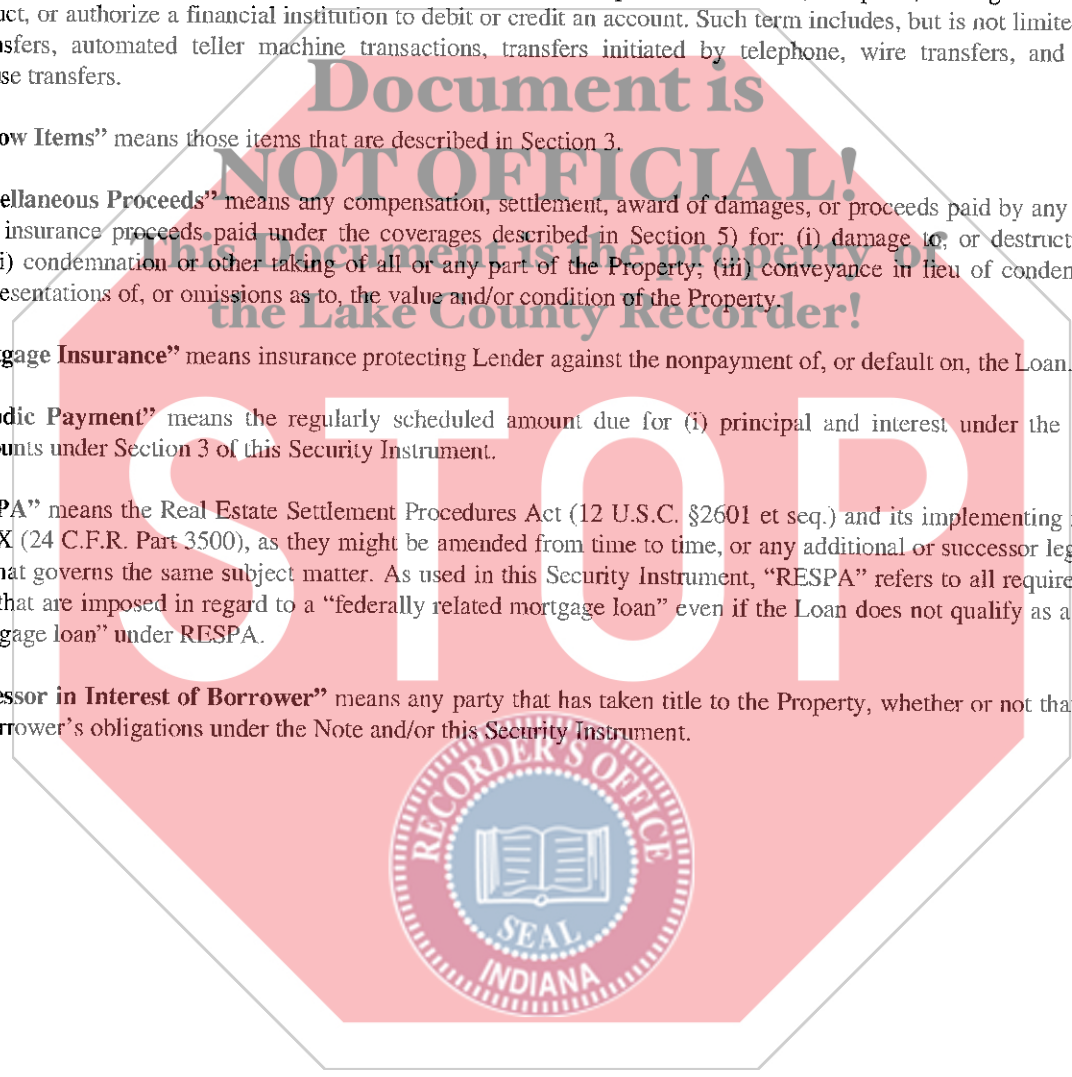 uct, or authorize a financial institution to debit or credit an account. Such term includes, but is not limite
nsfers, automated teller machine transactions, transfers initiated by telephone, wire transfers, and
se transfers.
Document is
ow Items” means those items that are described in Section 3.
NOT OFFICIAL!
ellaneous Proceeds” means any compensation, settlement, award of damages, or proceeds paid by any
insurance proceeds paid under the coverages described in Section 5) for: (i) damage to, or destruct
This Document is the property of
i) condemnation or other taking of all or any part of the Property; (iii) conveyance in lieu of conden
esentations of, or omissions as to, the value and/or condition of the Property.
the Lake County Recorder!
gage Insurance” means insurance protecting Lender against the nonpayment of, or default on, the Loan.
dic Payment” means the regularly scheduled amount due for (i) principal and interest under the
unts under Section 3 of this Security Instrument.
STOP
PA” means the Real Estate Settlement Procedures Act (12 U.S.C. §2601 et seq.) and its implementing
X (24 C.F.R. Part 3500), as they might be amended from time to time, or any additional or successor leg
hat governs the same subject matter. As used in this Security Instrument, “RESPA” refers to all require
that are imposed in regard to a “federally related mortgage loan” even if the Loan does not qualify as a
gage loan” under RESPA.
essor in Interest of Borrower” means any party that has taken title to the Property, whether or not tha
rrower’s obligations under the Note and/or this Security Instrument.
RECORDER'S OFFICE
SEAL
INDIANA